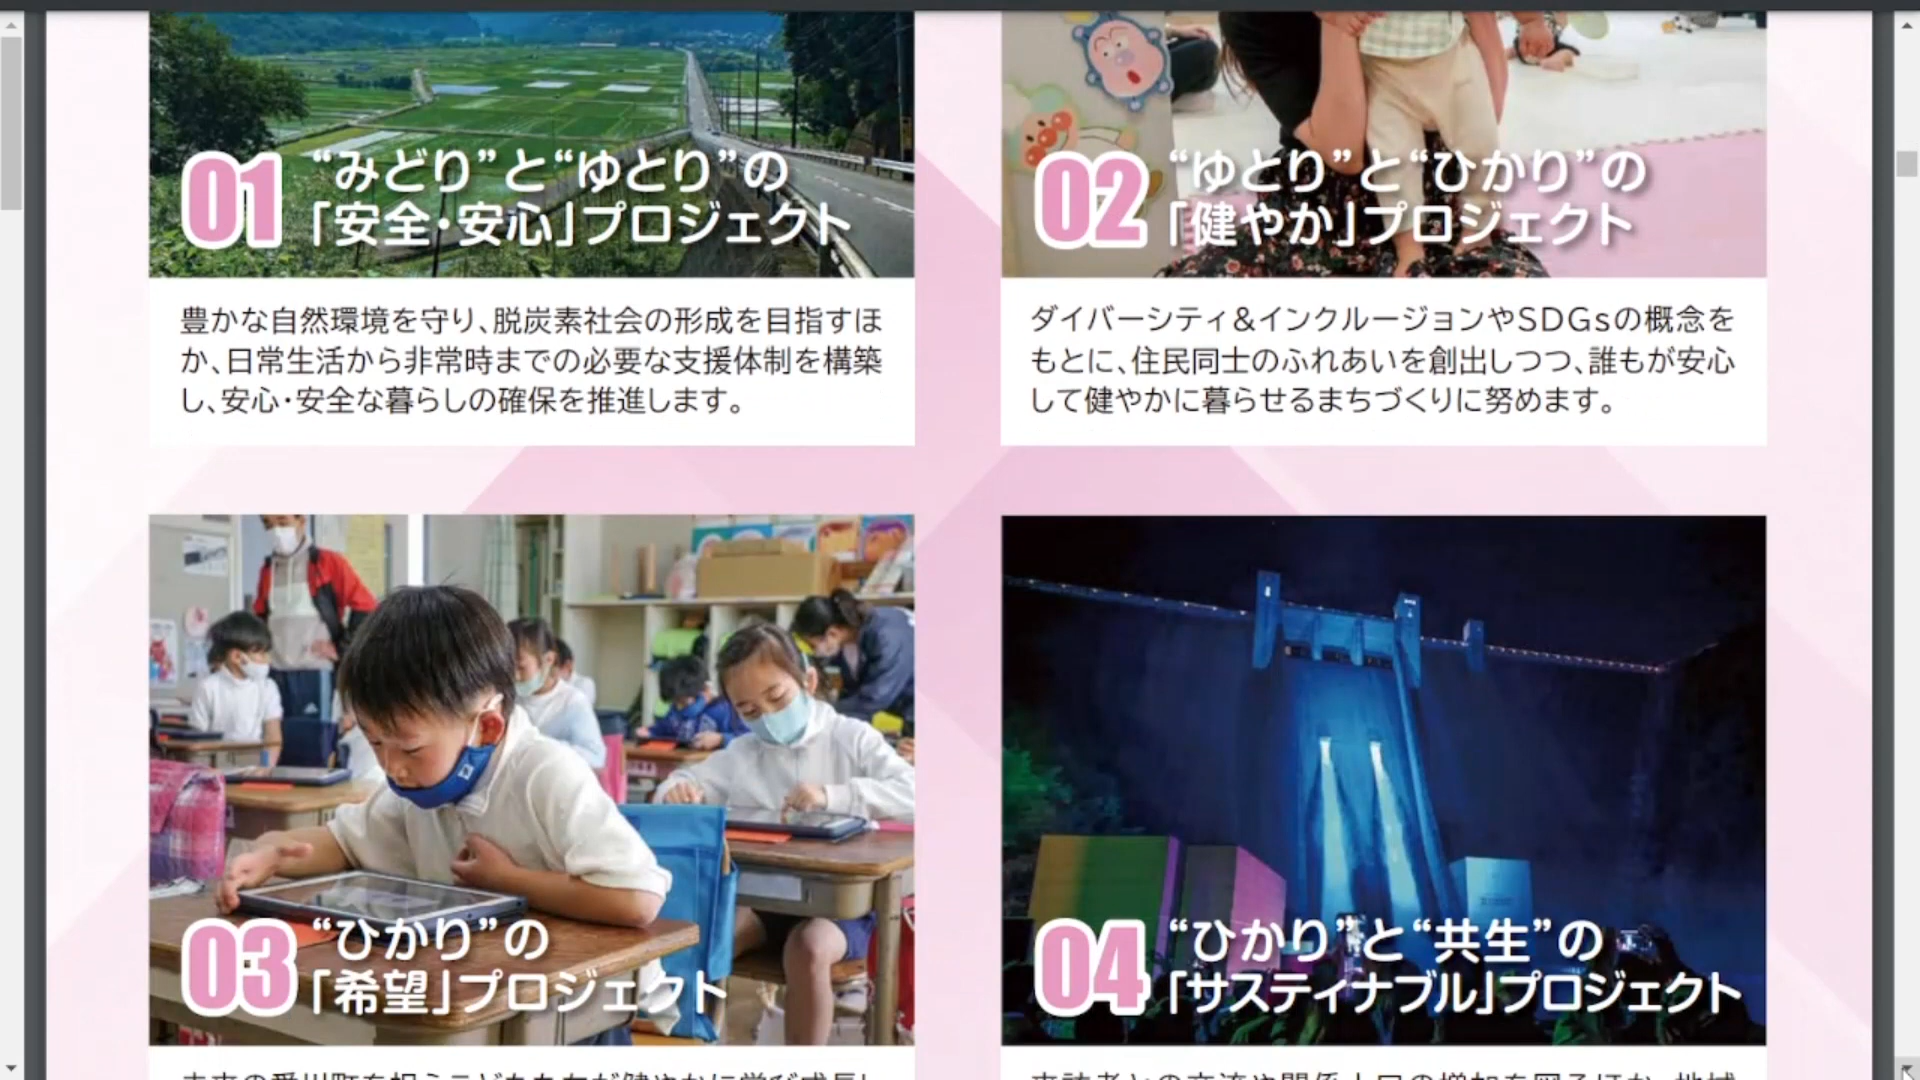 01
“みどり”と“ゆとり”の
「安全・安心」プロジェクト
豊かな自然環境を守り、脱炭素社会の形成を目指すほ
か、日常生活から非常時までの必要な支援体制を構築
し、安心・安全な暮らしの確保を推進します。
02
“ゆとり”と“ひかり”の
「健やか」プロジェクト
ダイバーシティ&インクルージョンやSDGsの概念を
もとに、住民同士のふれあいを創出しつつ、誰もが安心
して健やかに暮らせるまちづくりに努めます。
03
“ひかり”の
「希望」プロジェクト
04
“ひかり”と“共生”の
「サスティナブル」プロジェクト